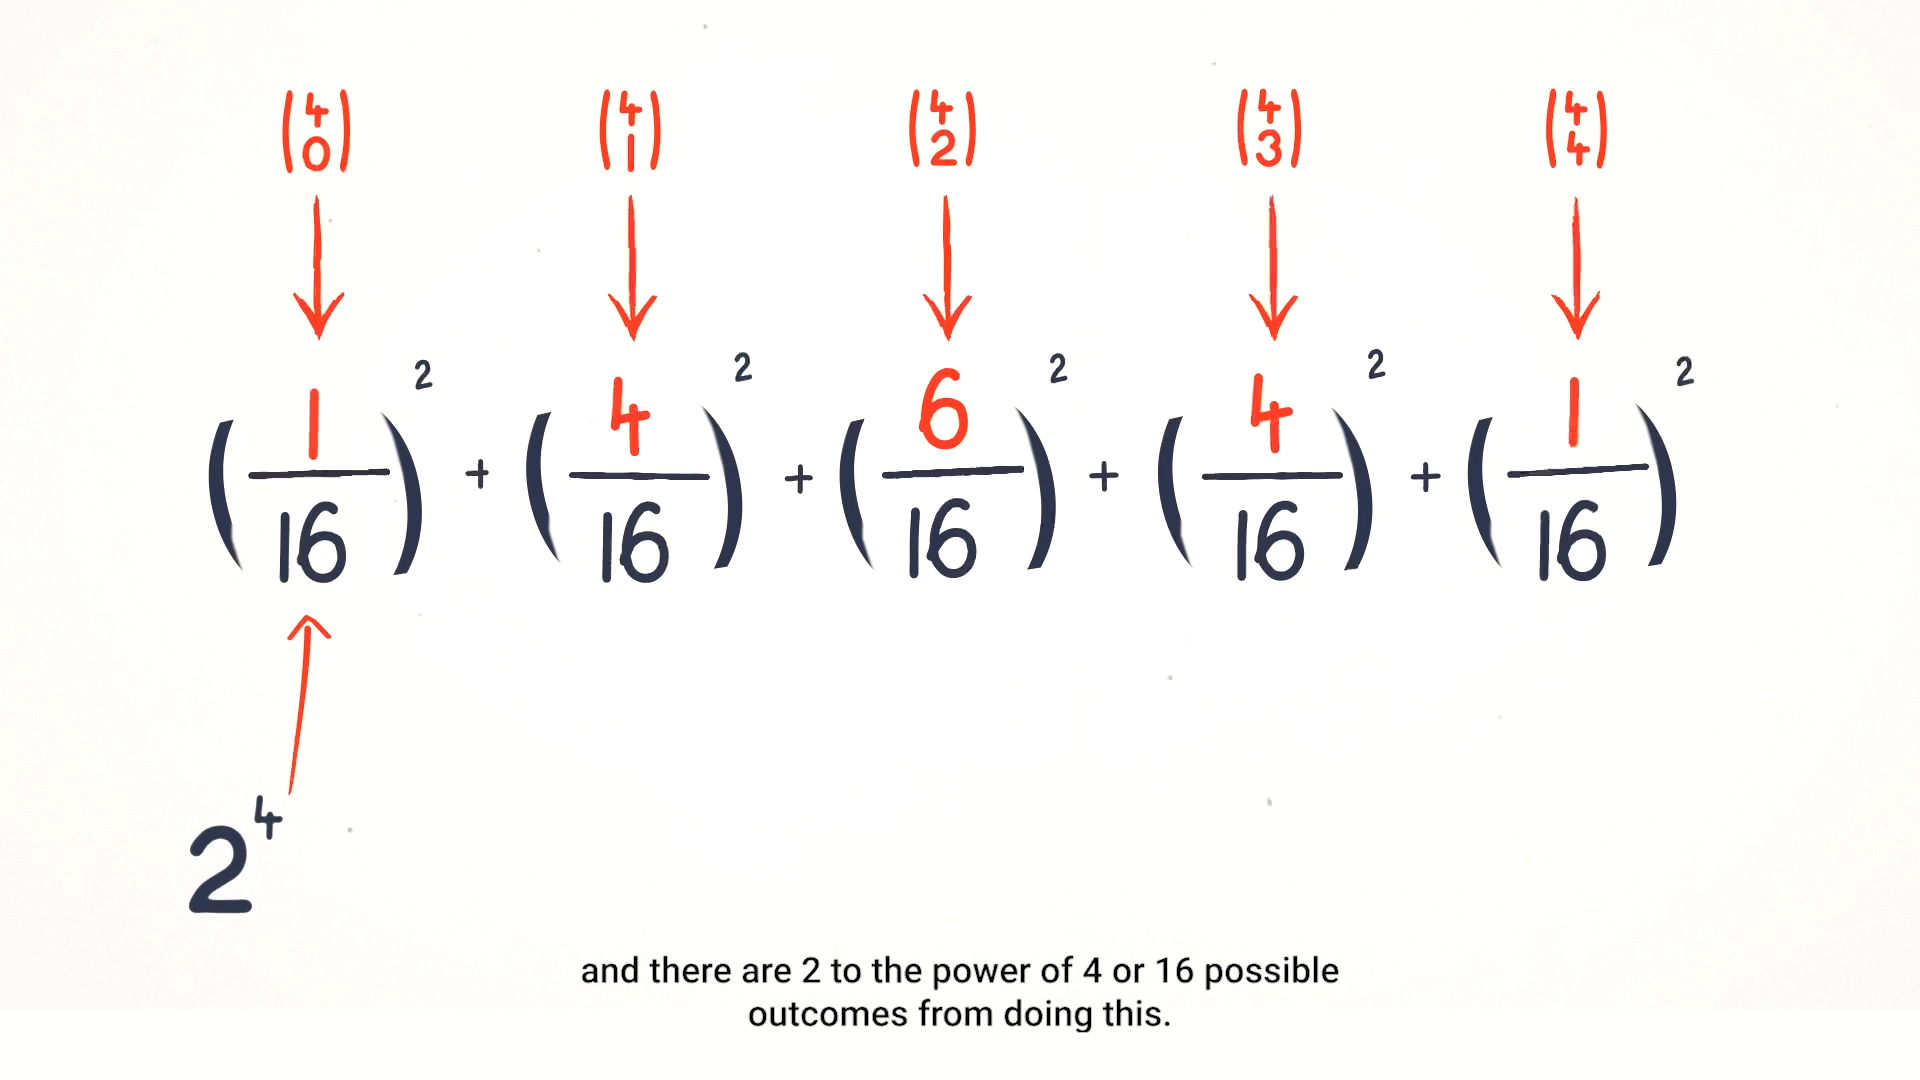 (4 0) (4 1) (4 2) (4 3) (4 4)
(1/16)² + (4/16)² + (6/16)² + (4/16)² + (1/16)²
2⁴
and there are 2 to the power of 4 or 16 possible
outcomes from doing this.